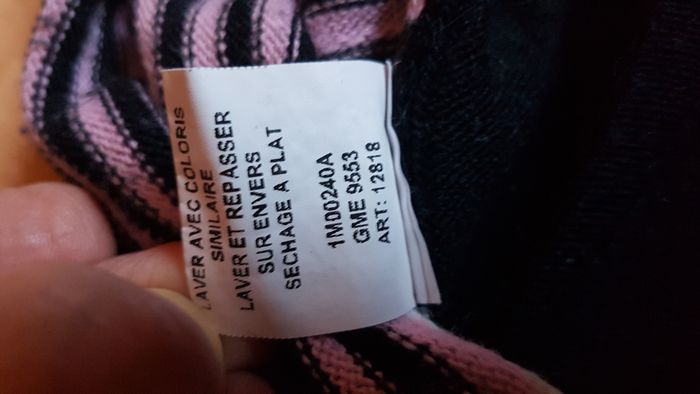 LAVER AVEC COLORIS
SIMILAIRE
LAVER ET REPASSER
SUR ENVERS
SECHAGE A PLAT
1M00240A
GME 9553
ART: 12818